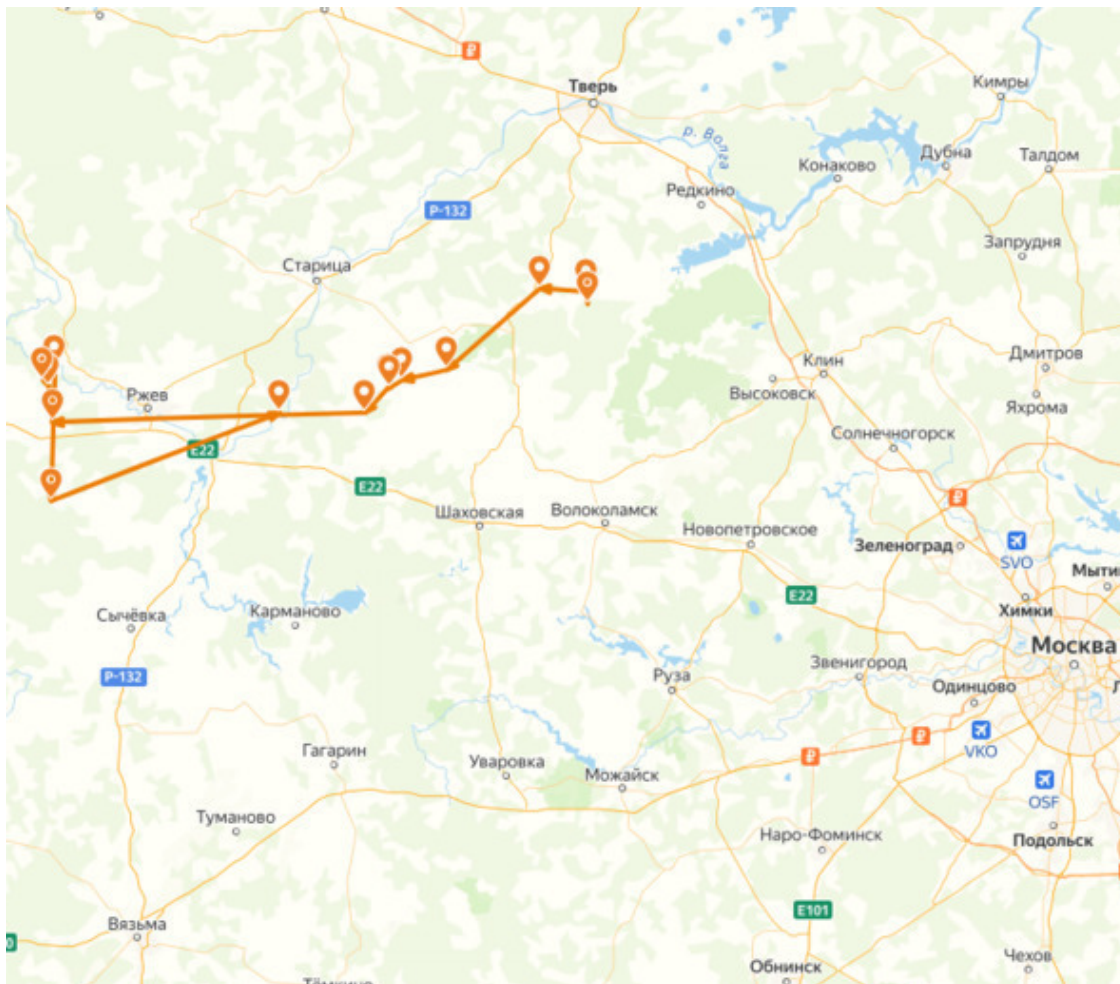 Тверь
Кимры
р. Волга
Дубна
Конаково
Талдом
Редкино
Р-132
Запрудня
Старица
Дмитров
Клин
Высоковск
Ржев
Яхрома
Солнечногорск
E22
E22
Шаховская
Волоколамск
Новопетровское
Зеленоград
SVO
Мыти
E22
Химки
Сычёвка
Карманово
Москва
Звенигород
Руза
Р-132
Одинцово
Л
Гагарин
VKO
Уваровка
Можайск
OSF
Туманово
Наро-Фоминск
Подольск
Вязьма
E101
0
Чехов
Обнинск